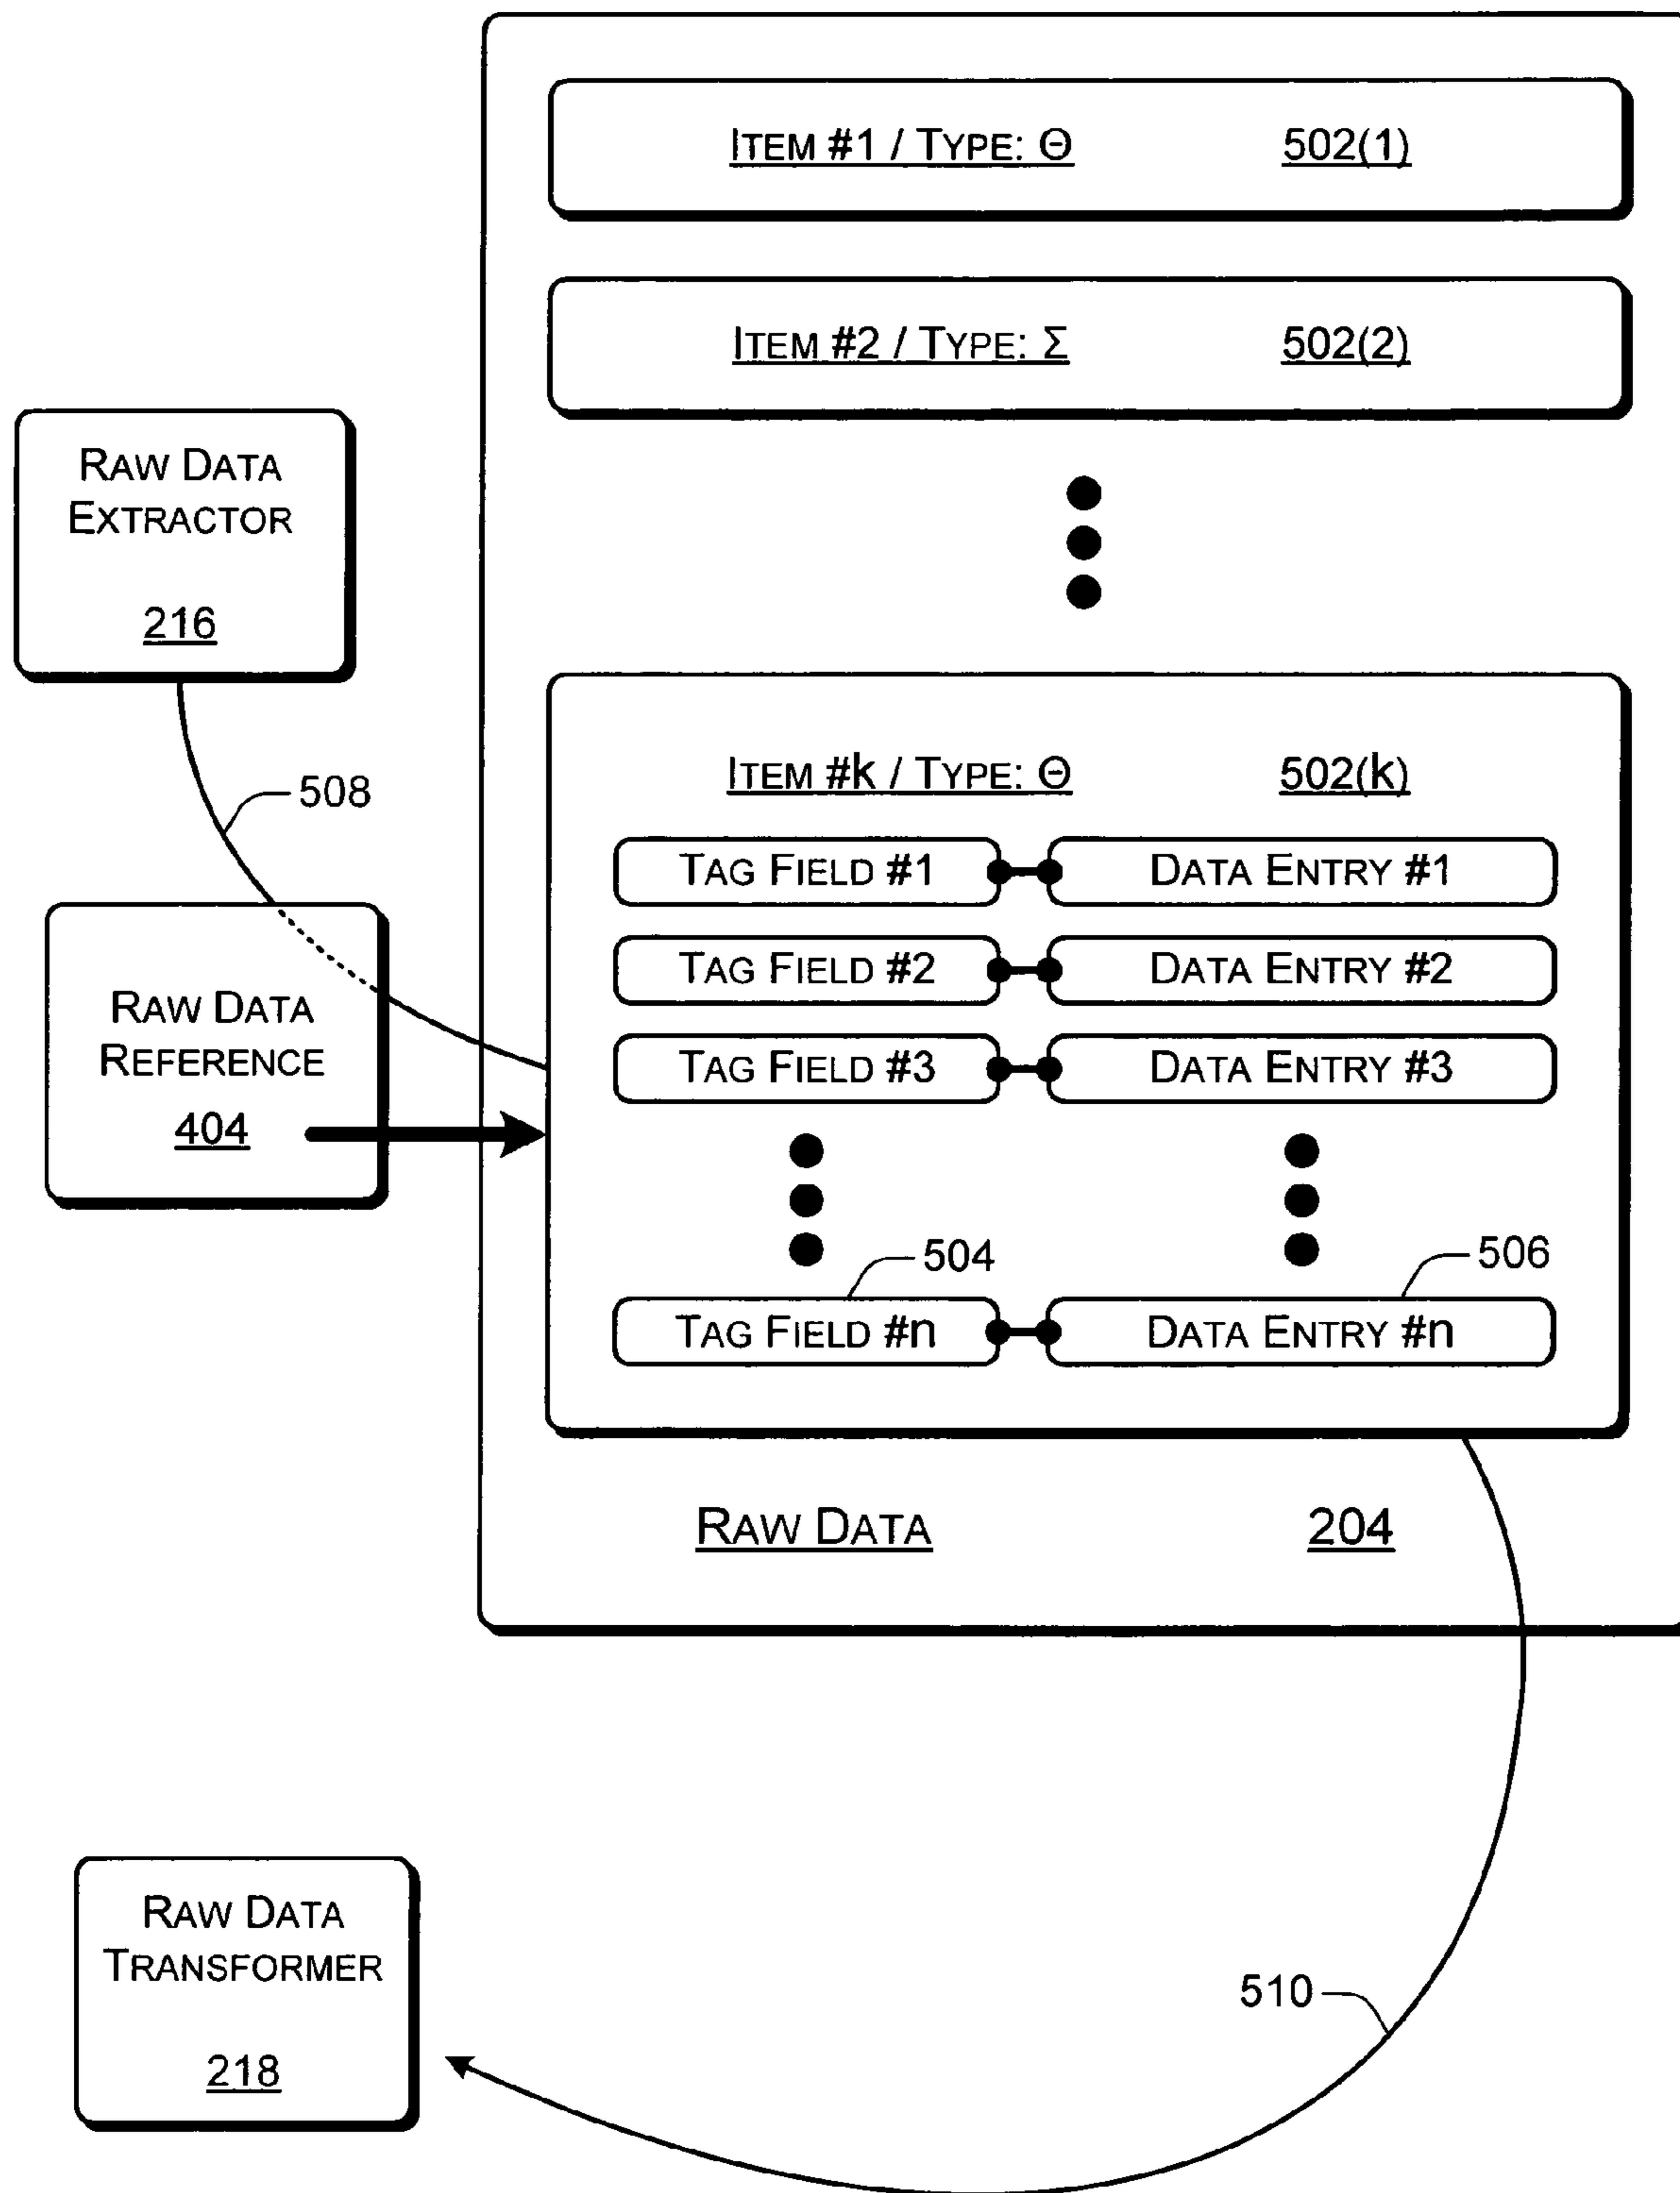 ITEM #1 / TYPE: Θ 502(1)
ITEM #2 / TYPE: Σ 502(2)
RAW DATA
EXTRACTOR
216
508
RAW DATA
REFERENCE
404
ITEM #k / TYPE: Θ 502(k)
TAG FIELD #1 DATA ENTRY #1
TAG FIELD #2 DATA ENTRY #2
TAG FIELD #3 DATA ENTRY #3
504 506
TAG FIELD #n DATA ENTRY #n
RAW DATA 204
RAW DATA
TRANSFORMER
218
510